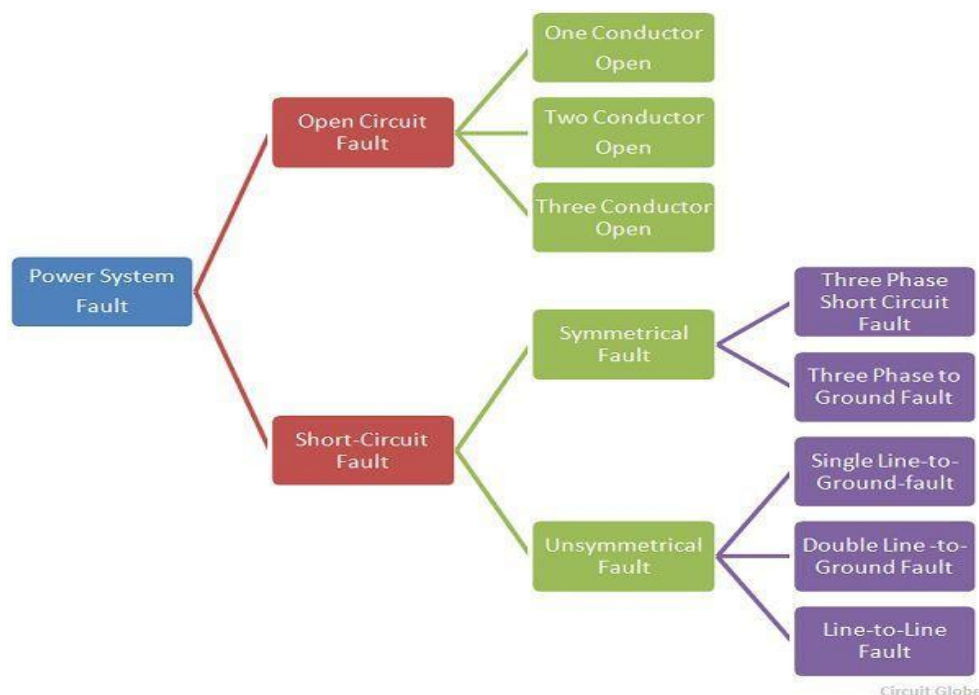 One Conductor
Open
Open Circuit
Fault
Two Conductor
Open
Three Conductor
Open
Power System
Fault
Three Phase
Short Circuit
Fault
Symmetrical
Fault
Three Phase to
Ground Fault
Short-Circuit
Fault
Single Line-to-
Ground-fault
Unsymmetrical
Fault
Double Line -to-
Ground Fault
Line-to-Line
Fault
Circuit Globe